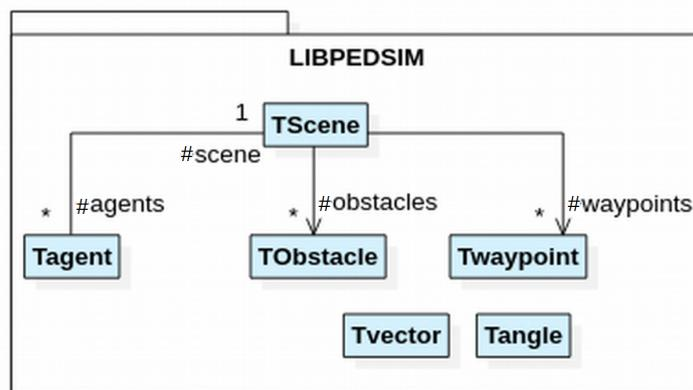 LIBPEDSIM
1
TScene
#scene
* #agents
* #obstacles
* #waypoints
Tagent
TObstacle
Twaypoint
Tvector
Tangle